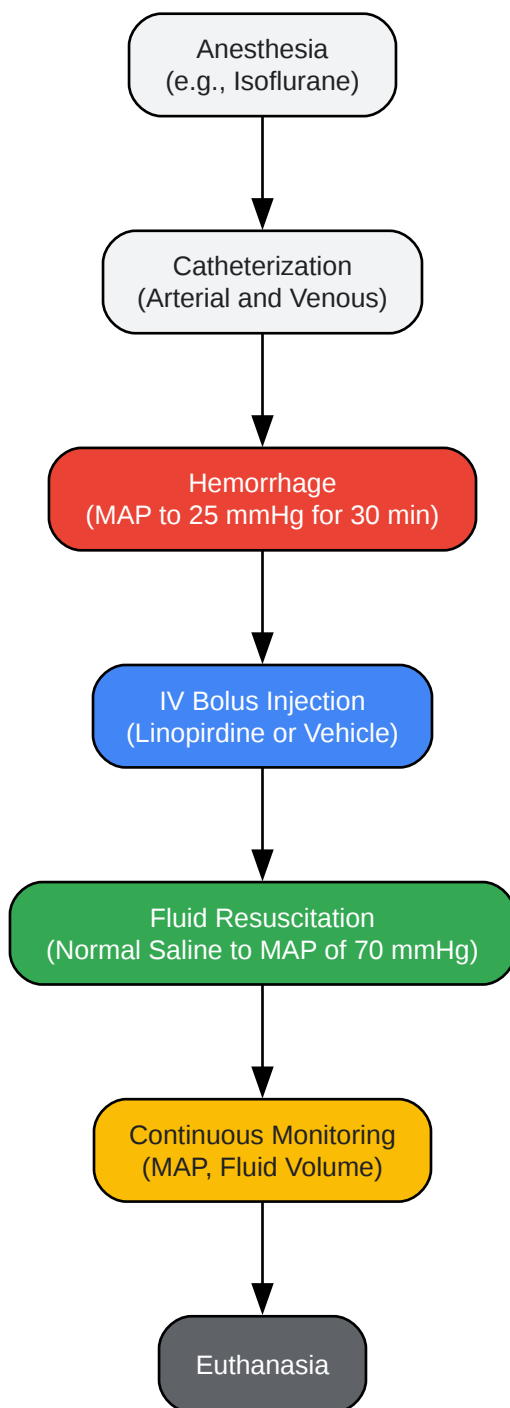 Anesthesia
(e.g., Isoflurane)
Catheterization
(Arterial and Venous)
Hemorrhage
(MAP to 25 mmHg for 30 min)
IV Bolus Injection
(Linopirdine or Vehicle)
Fluid Resuscitation
(Normal Saline to MAP of 70 mmHg)
Continuous Monitoring
(MAP, Fluid Volume)
Euthanasia